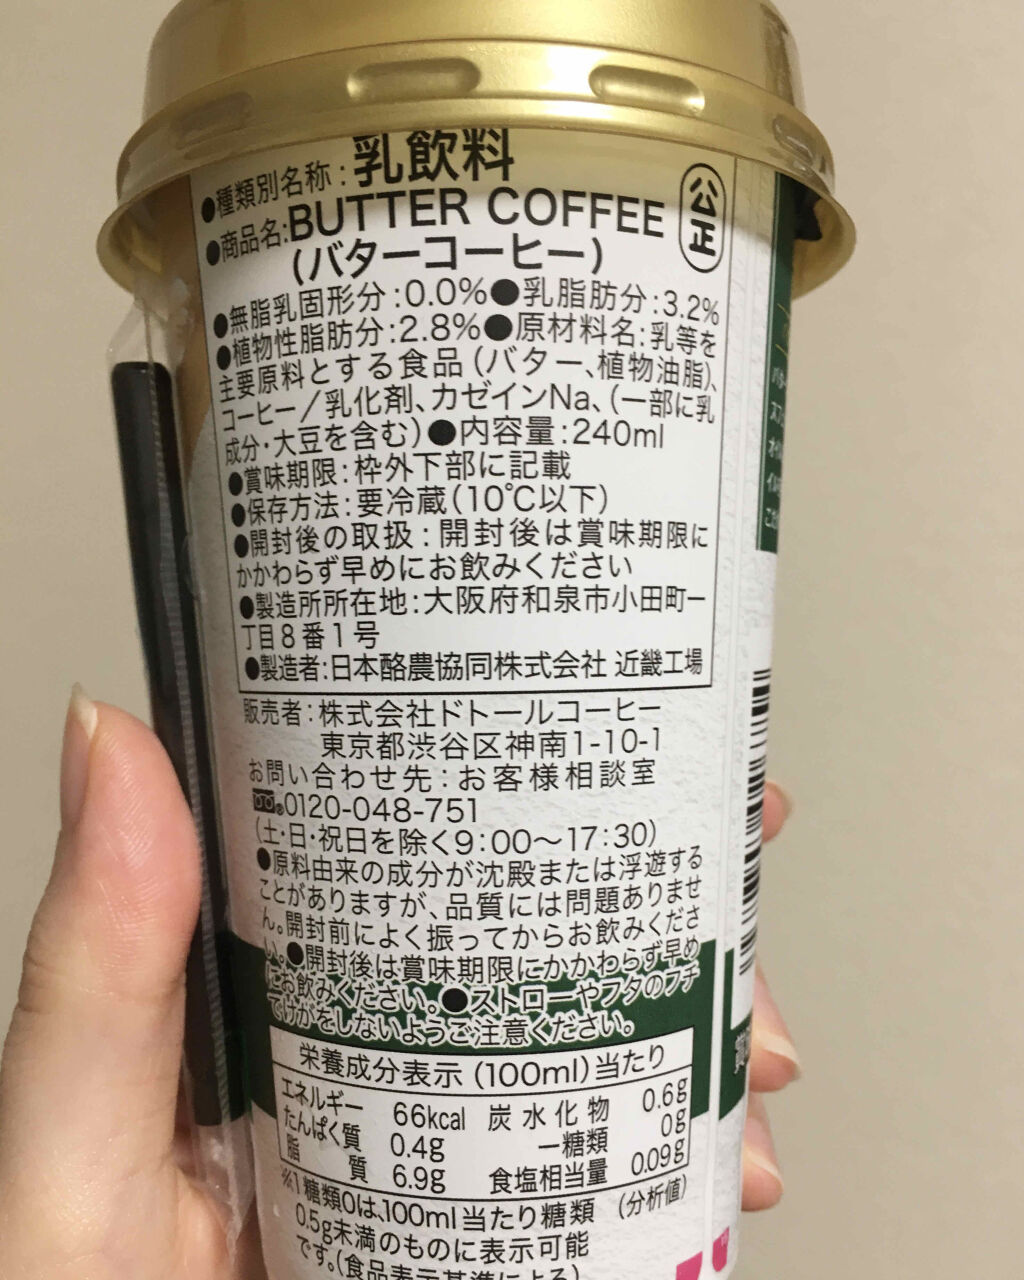 ●種類別名称:乳飲料
●商品名:BUTTER COFFEE
(バターコーヒー)
公正
●無脂乳固形分:0.0%●乳脂肪分:3.2%
●植物性脂肪分:2.8%●原材料名:乳等を
主要原料とする食品(バター、植物油脂)、
コーヒー/乳化剤、カゼインNa、(一部に乳
成分・大豆を含む)●内容量:240ml
●賞味期限:枠外下部に記載
●保存方法:要冷蔵(10℃以下)
●開封後の取扱:開封後は賞味期限に
かかわらず早めにお飲みください
●製造所所在地:大阪府和泉市小田町一
丁目8番1号
●製造者:日本酪農協同株式会社 近畿工場
販売者:株式会社ドトールコーヒー
東京都渋谷区神南1-10-1
お問い合わせ先:お客様相談室
0120-048-751
(土・日・祝日を除く9:00〜17:30)
●原料由来の成分が沈殿または浮遊する
ことがありますが、品質には問題ありませ
ん。開封前によく振ってからお飲みくださ
い。●開封後は賞味期限にかかわらず早め
にお飲みください。●ストローやフタのフチ
でけがをしないようご注意ください。
栄養成分表示(100ml)当たり
エネルギー 66kcal 炭水化物 0.6g
たんぱく質 0.4g 一糖類 0g
脂質 6.9g 食塩相当量 0.09g
(分析値)
※1糖類0は、100ml当たり糖類
0.5g未満のものに表示可能
です。(食品表示基準による)